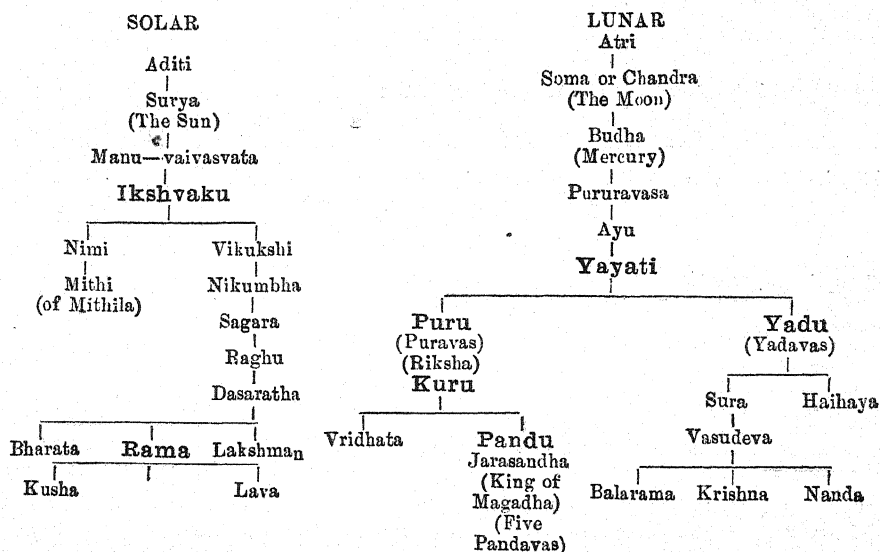 SOLAR
Aditi
Surya
(The Sun)
Manu—vaivasvata
Ikshvaku
Nimi
Vikukshi
Mithi
(of Mithila)
Nikumbha
Sagara
Raghu
Dasaratha
Bharata
Rama
Lakshman
Kusha
Lava
LUNAR
Atri
Soma or Chandra
(The Moon)
Budha
(Mercury)
Pururavasa
Ayu
Yayati
Puru
(Puravas)
(Riksha)
Kuru
Vridhata
Pandu
Jarasandha
(King of
Magadha)
(Five
Pandavas)
Yadu
(Yadavas)
Sura
Haihaya
Vasudeva
Balarama
Krishna
Nanda